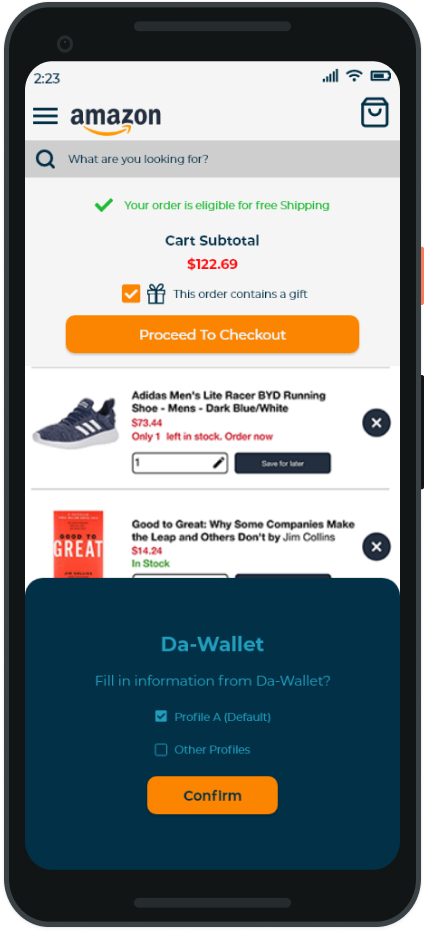 2:23
amazon
What are you looking for?
Your order is eligible for free Shipping
Cart Subtotal
$122.69
This order contains a gift
Proceed To Checkout
Adidas Men's Lite Racer BYD Running
Shoe - Mens - Dark Blue/White
$73.44
Only 1 left in stock. Order now
1
Save for later
GOOD TO
GREAT
Good to Great: Why Some Companies Make
the Leap and Others Don't by Jim Collins
$14.24
In Stock
Da-Wallet
Fill in information from Da-Wallet?
Profile A (Default)
Other Profiles
Confirm